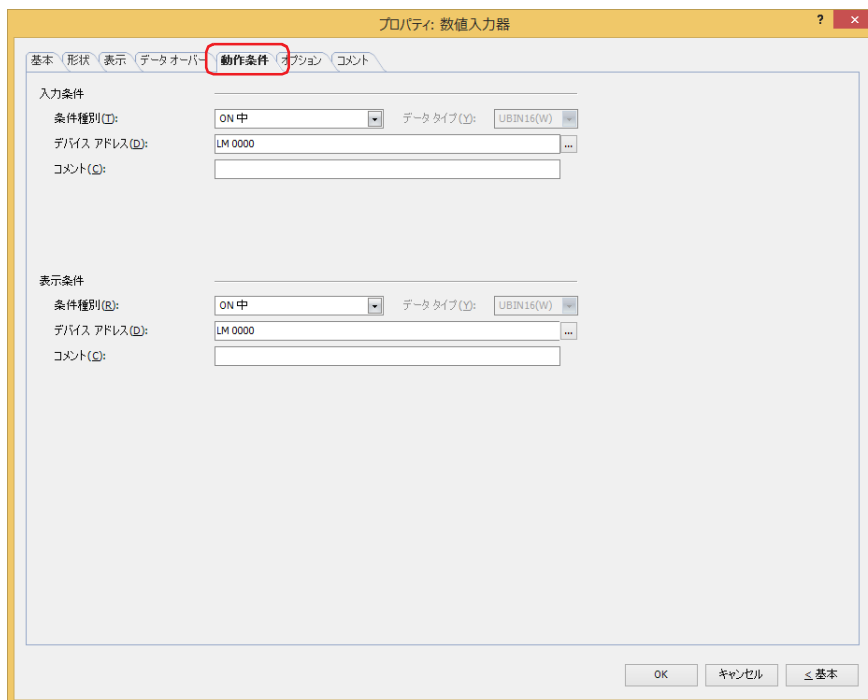 プロパティ: 数値入力器 ? ×
基本 形状 表示 データ オーバー 動作条件 オプション コメント
入力条件
条件種別(T): ON 中 データ タイプ(Y): UBIN16(W)
デバイス アドレス(D): LM 0000 ...
コメント(C):
表示条件
条件種別(R): ON 中 データ タイプ(Y): UBIN16(W)
デバイス アドレス(D): LM 0000 ...
コメント(C):
OK キャンセル ≤ 基本